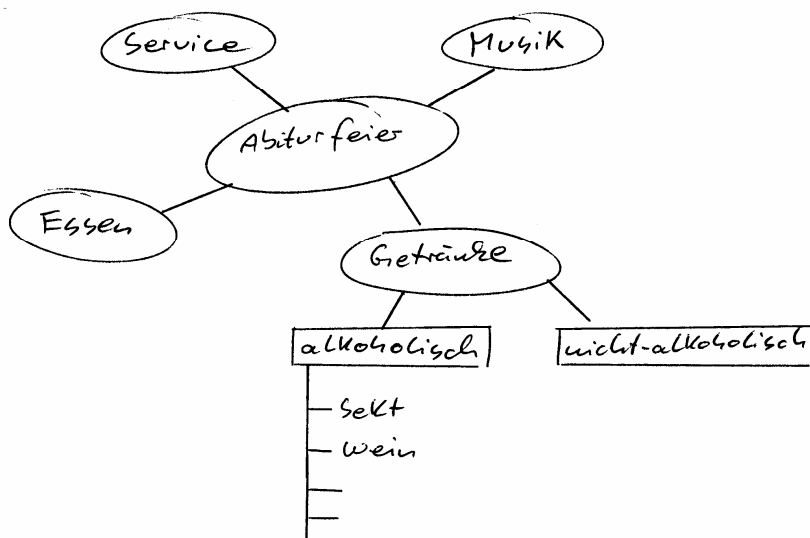 Service
Musik
Abiturfeier
Essen
Getränke
alkoholisch
nicht-alkoholisch
Sekt
Wein